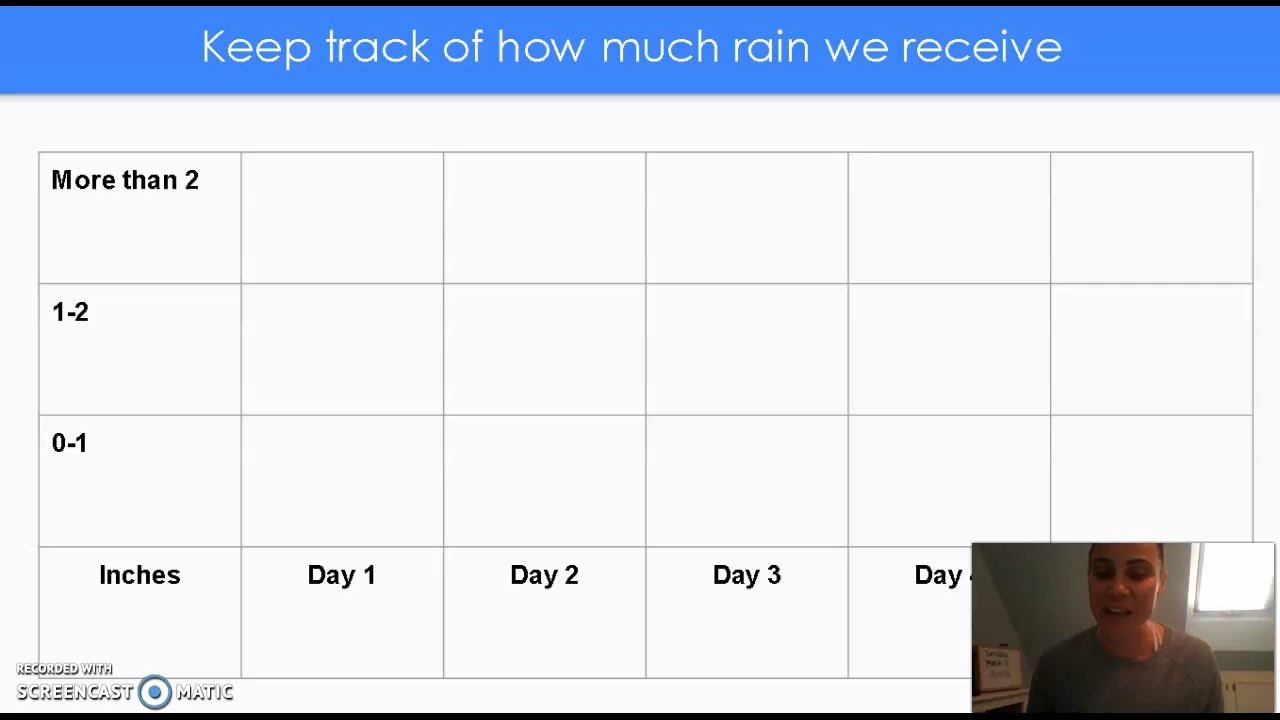 Keep track of how much rain we receive
More than 2
1-2
0-1
Inches Day 1 Day 2 Day 3 Day
RECORDED WITH
SCREENCAST MATIC